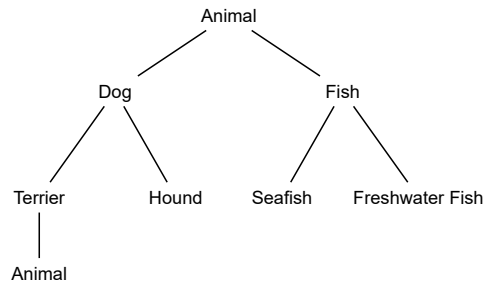 Animal
Dog
Fish
Terrier
Hound
Seafish
Freshwater Fish
Animal